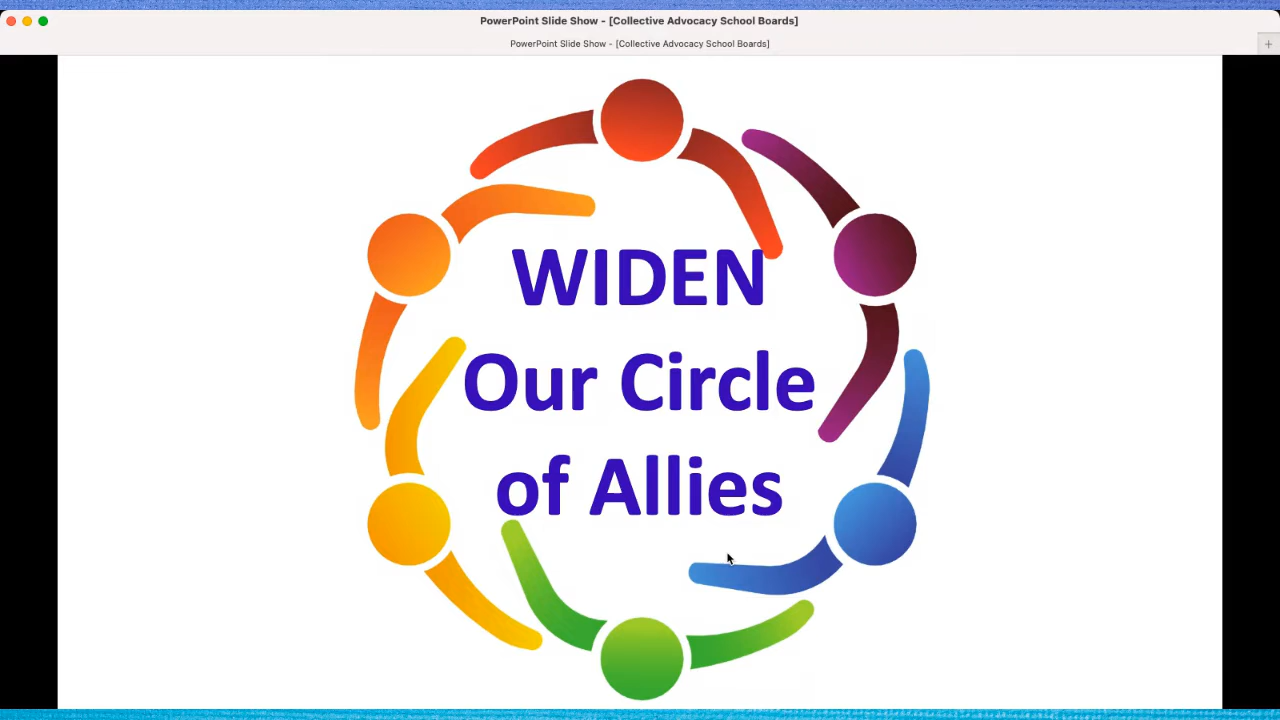 PowerPoint Slide Show - [Collective Advocacy School Boards]
PowerPoint Slide Show - [Collective Advocacy School Boards]
WIDEN
Our Circle
of Allies